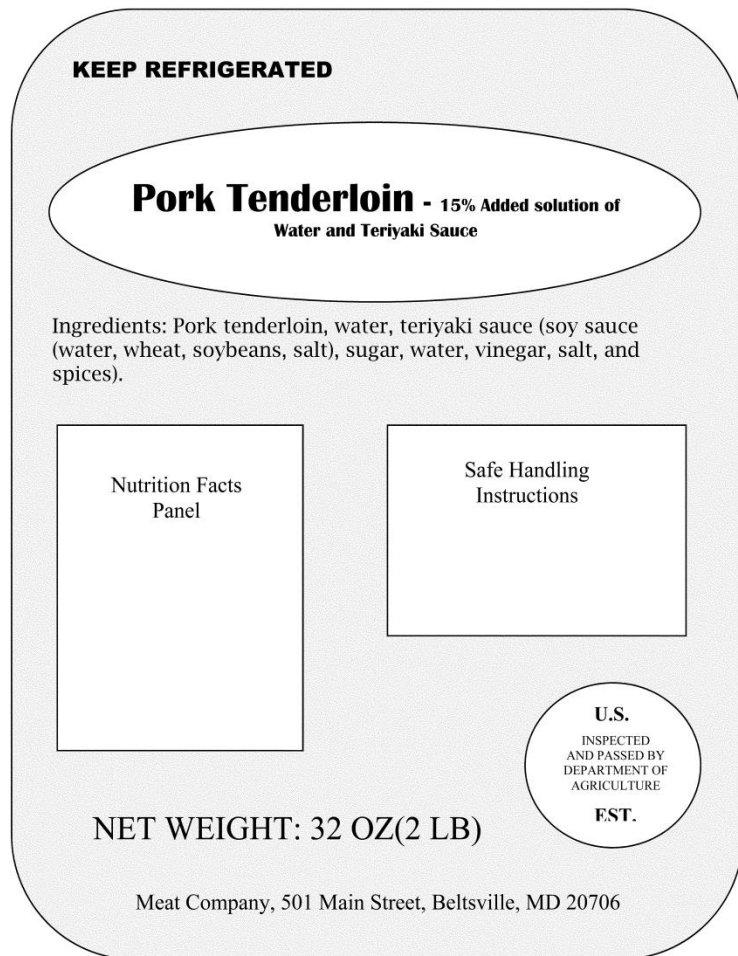 KEEP REFRIGERATED
Pork Tenderloin - 15% Added solution of
Water and Teriyaki Sauce
Ingredients: Pork tenderloin, water, teriyaki sauce (soy sauce
(water, wheat, soybeans, salt), sugar, water, vinegar, salt, and
spices).
Nutrition Facts
Panel
Safe Handling
Instructions
U.S.
INSPECTED
AND PASSED BY
DEPARTMENT OF
AGRICULTURE
EST.
NET WEIGHT: 32 OZ(2 LB)
Meat Company, 501 Main Street, Beltsville, MD 20706